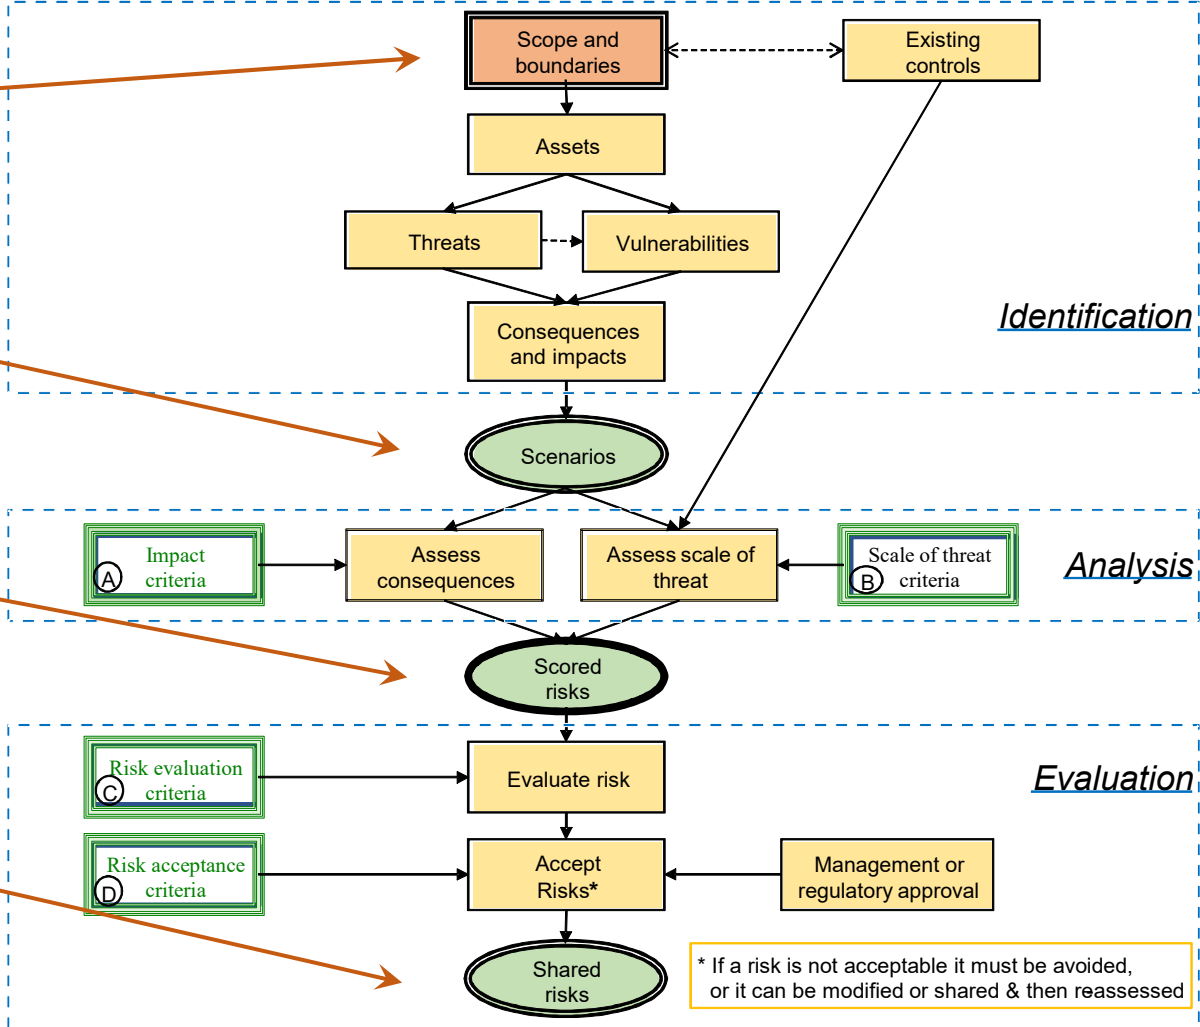 Scope and
boundaries
Existing
controls
Assets
Threats
Vulnerabilities
Consequences
and impacts
Identification
Scenarios
Impact
criteria
A
Assess
consequences
Assess scale of
threat
Scale of threat
criteria
B
Analysis
Scored
risks
Risk evaluation
criteria
C
Evaluate risk
Evaluation
Risk acceptance
criteria
D
Accept
Risks*
Management or
regulatory approval
Shared
risks
* If a risk is not acceptable it must be avoided,
or it can be modified or shared & then reassessed